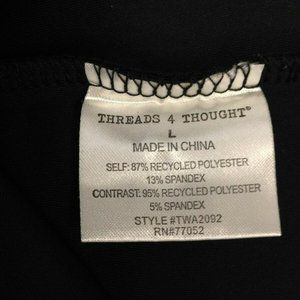 THREADS 4 THOUGHT®
L
MADE IN CHINA
SELF: 87% RECYCLED POLYESTER
13% SPANDEX
CONTRAST: 95% RECYCLED POLYESTER
5% SPANDEX
STYLE #TWA2092
RN#77052